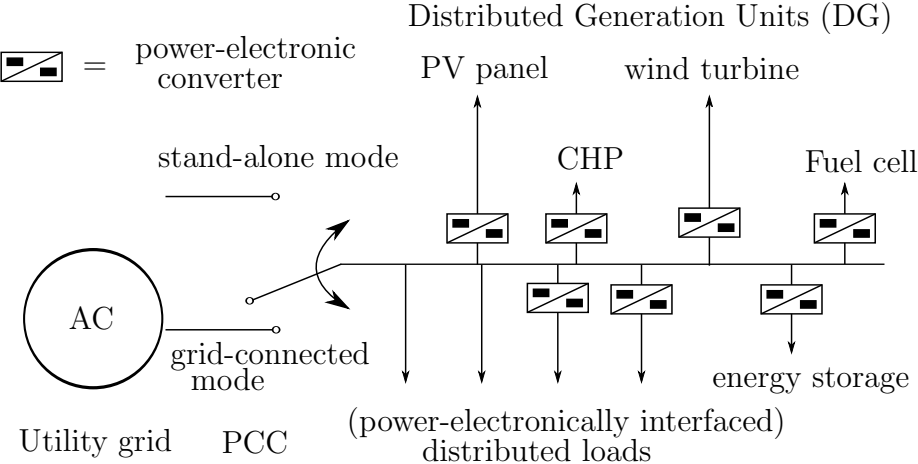 Distributed Generation Units (DG)
= power-electronic
converter
PV panel
wind turbine
stand-alone mode
CHP
Fuel cell
AC
grid-connected
mode
energy storage
(power-electronically interfaced)
distributed loads
Utility grid
PCC